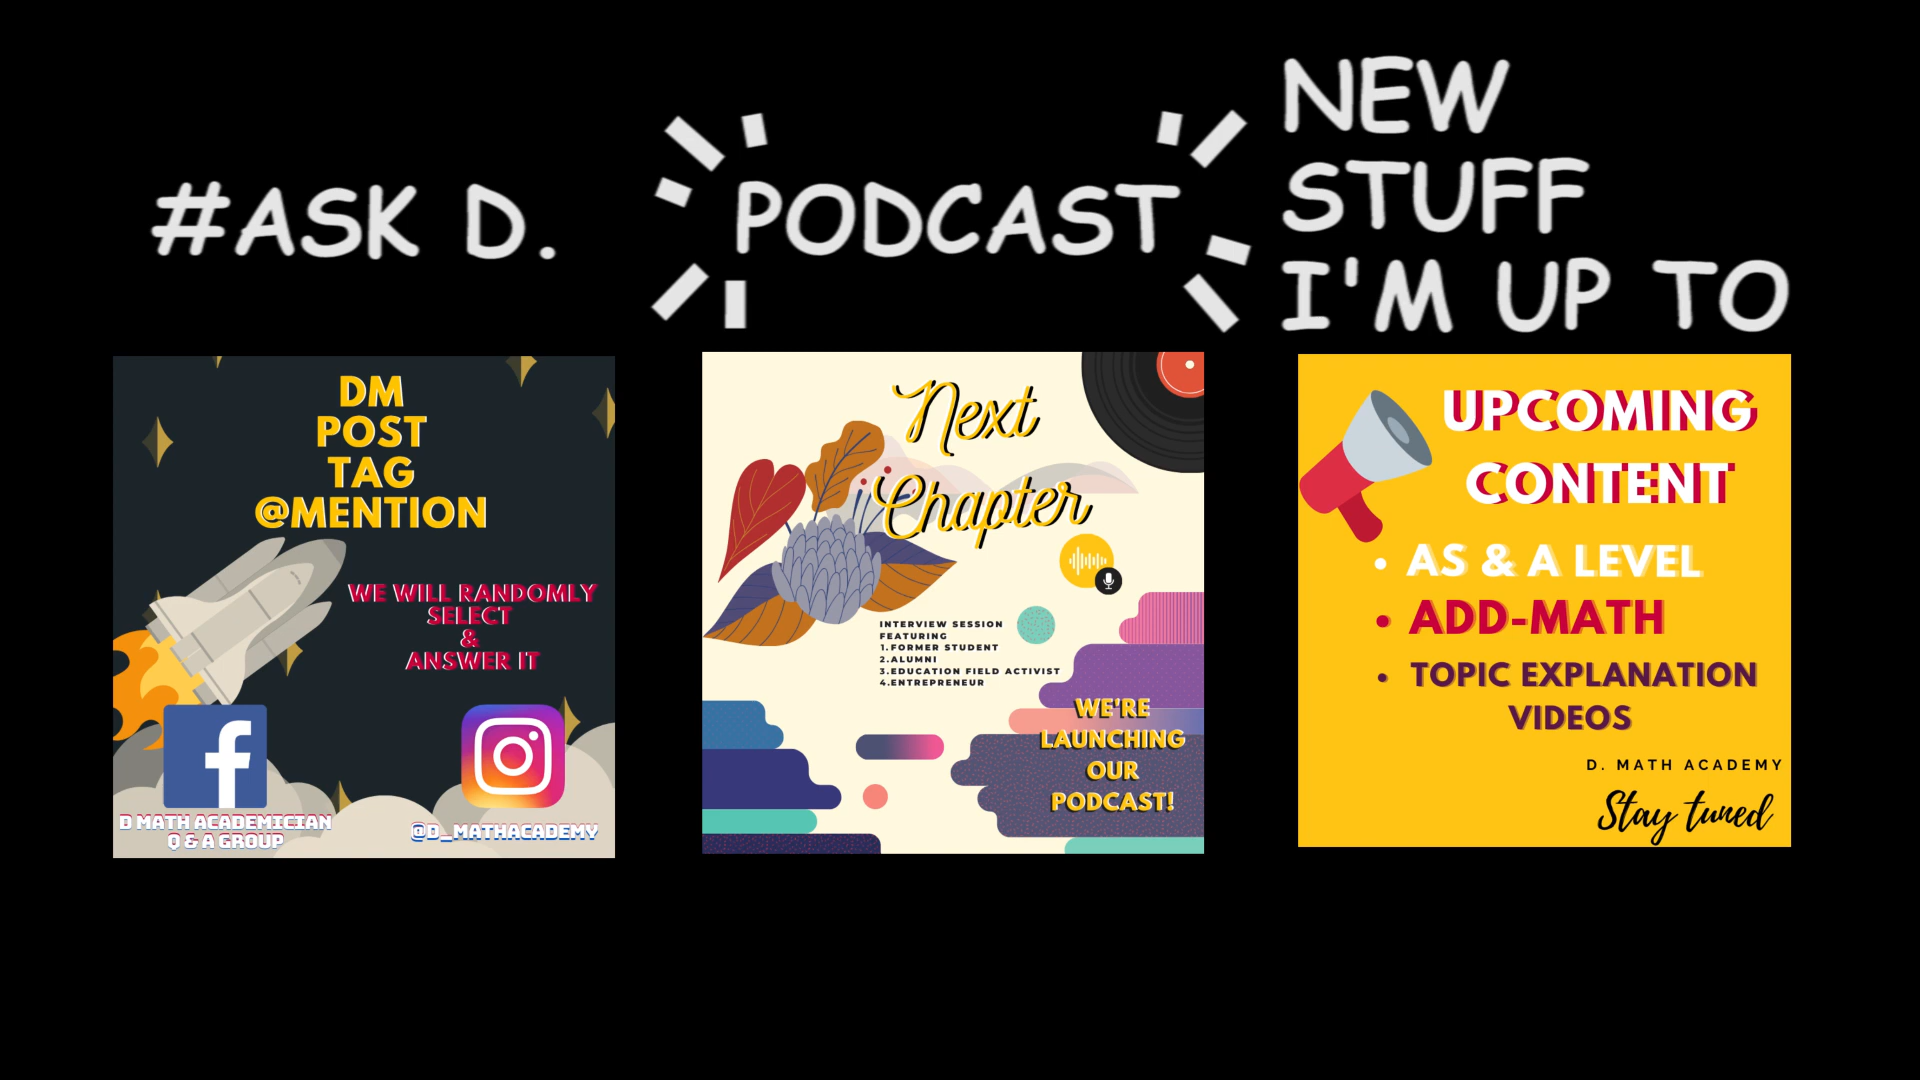 #ASK D.
PODCAST
NEW
STUFF
I'M UP TO
DM
POST
TAG
@MENTION
WE WILL RANDOMLY
SELECT
&
ANSWER IT
D MATH ACADEMICIAN
Q & A GROUP
@D_MATHACADEMY
Next
Chapter
INTERVIEW SESSION
FEATURING
1.FORMER STUDENT
2.ALUMNI
3.EDUCATION FIELD ACTIVIST
4.ENTREPRENEUR
WE'RE
LAUNCHING
OUR
PODCAST!
UPCOMING
CONTENT
• AS & A LEVEL
• ADD-MATH
• TOPIC EXPLANATION
VIDEOS
D. MATH ACADEMY
Stay tuned